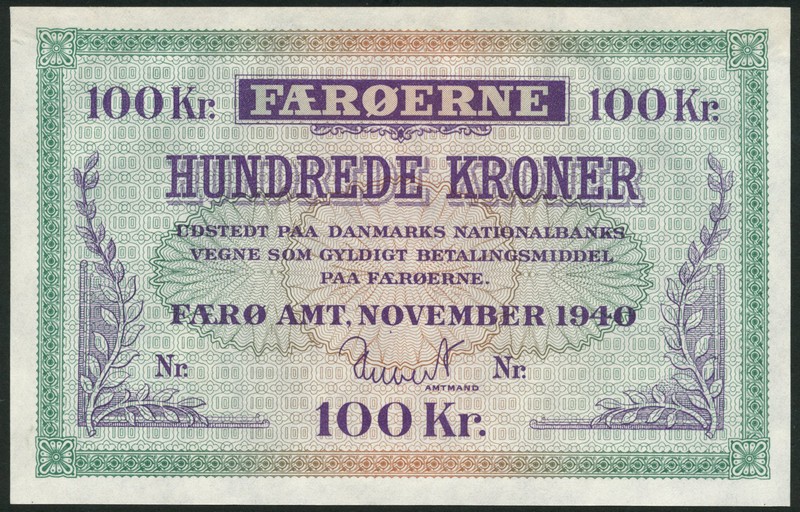 100 Kr. FÆRØERNE 100 Kr.
HUNDREDE KRONER
UDSTEDT PAA DANMARKS NATIONALBANKS
VEGNE SOM GYLDIGT BETALINGSMIDDEL
PAA FÆRØERNE.
FÆRØ AMT, NOVEMBER 1940
Nr. Nr.
AMTMAND
100 Kr.